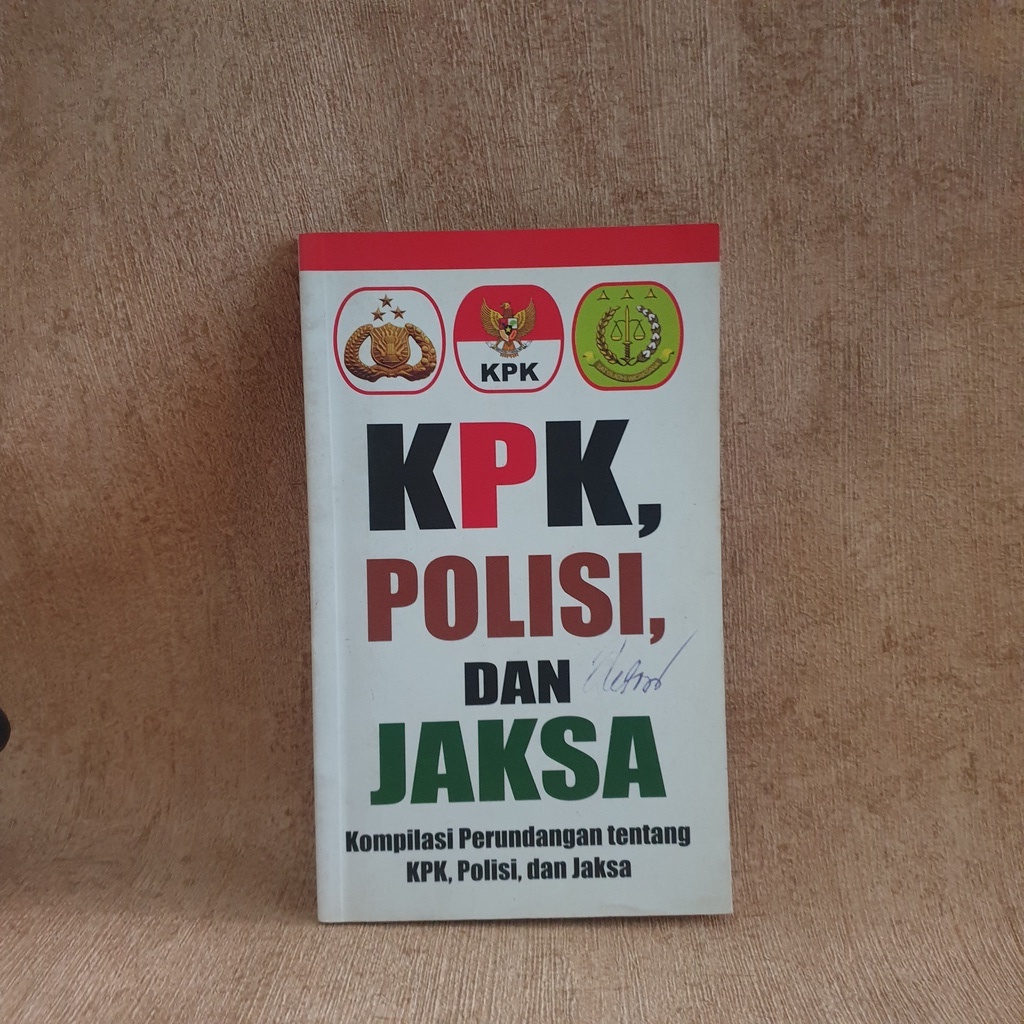 KPK
KPK,
POLISI,
DAN
JAKSA
Kompilasi Perundangan tentang
KPK, Polisi, dan Jaksa